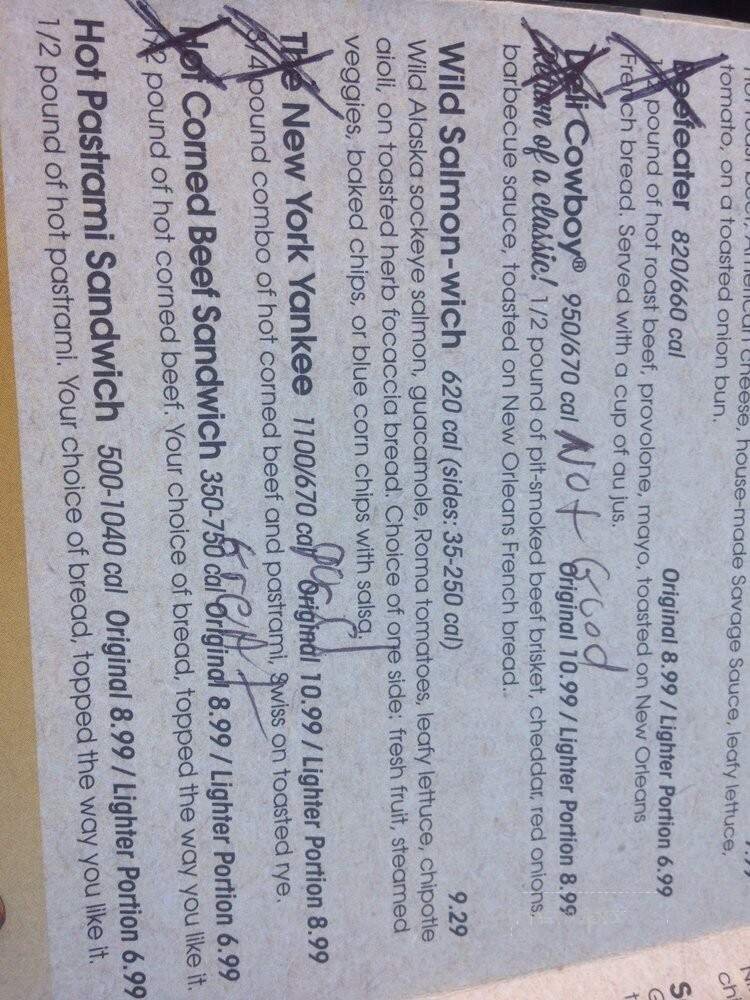 American cheese, house-made Savage Sauce, leafy lettuce,
tomato, on a toasted onion bun.
Beefeater 820/660 cal Original 8.99 / Lighter Portion 6.99
pound of hot roast beef, provolone, mayo, toasted on New Orleans
French bread. Served with a cup of au jus.
Deli Cowboy® 950/670 cal Not Good Original 10.99 / Lighter Portion 8.99
Return of a classic! 1/2 pound of pit-smoked beef brisket, cheddar, red onions,
barbecue sauce, toasted on New Orleans French bread.
Wild Salmon-wich 620 cal (sides: 35-250 cal) 9.29
Wild Alaska sockeye salmon, guacamole, Roma tomatoes, leafy lettuce, chipotle
aioli, on toasted herb focaccia bread. Choice of one side: fresh fruit, steamed
veggies, baked chips, or blue corn chips with salsa.
The New York Yankee 1100/670 cal Original 10.99 / Lighter Portion 8.99
3/4 pound combo of hot corned beef and pastrami, Swiss on toasted rye.
Hot Corned Beef Sandwich 350-750 cal Great Original 8.99 / Lighter Portion 6.99
1/2 pound of hot corned beef. Your choice of bread, topped the way you like it.
Hot Pastrami Sandwich 500-1040 cal Original 8.99 / Lighter Portion 6.99
1/2 pound of hot pastrami. Your choice of bread, topped the way you like it.